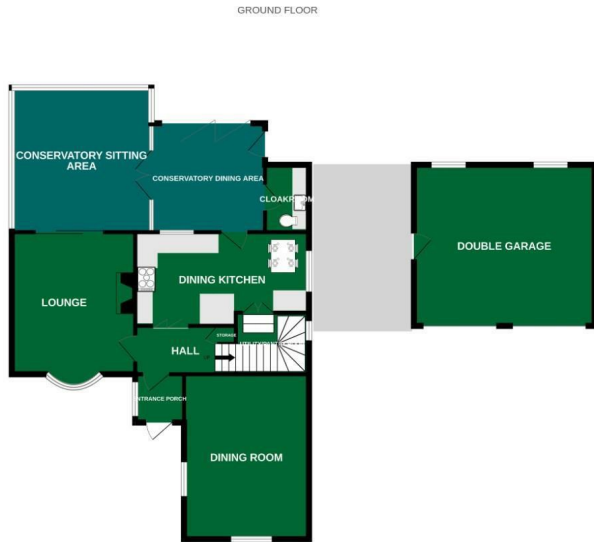 GROUND FLOOR
CONSERVATORY SITTING
AREA
CONSERVATORY DINING AREA
CLOAKROOM
DOUBLE GARAGE
DINING KITCHEN
LOUNGE
STORAGE
HALL
ENTRANCE PORCH
DINING ROOM